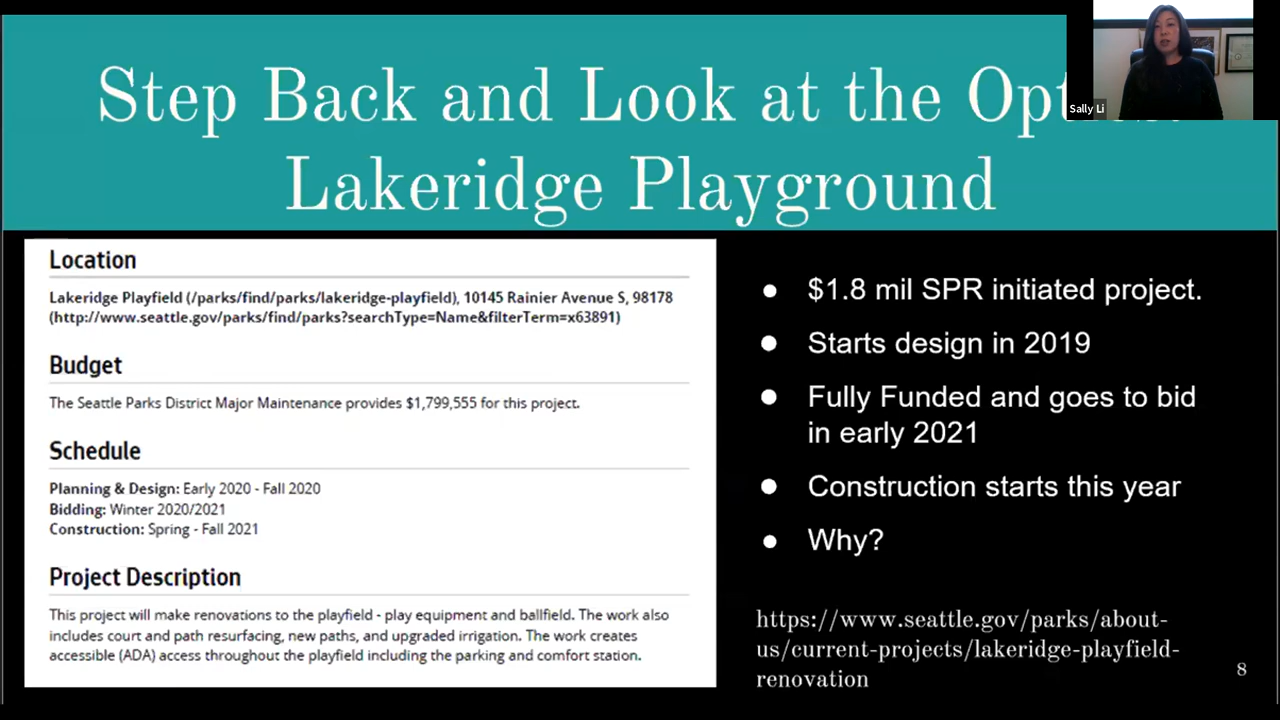 Step Back and Look at the
Lakeridge Playground
Sally Li
Location
Lakeridge Playfield (/parks/find/parks/lakeridge-playfield), 10145 Rainier Avenue S, 98178
(http://www.seattle.gov/parks/find/parks?searchType=Name&filterTerm=x63891)
Budget
The Seattle Parks District Major Maintenance provides $1,799,555 for this project.
Schedule
Planning & Design: Early 2020 - Fall 2020
Bidding: Winter 2020/2021
Construction: Spring - Fall 2021
Project Description
This project will make renovations to the playfield - play equipment and ballfield. The work also
includes court and path resurfacing, new paths, and upgraded irrigation. The work creates
accessible (ADA) access throughout the playfield including the parking and comfort station.
● $1.8 mil SPR initiated project.
● Starts design in 2019
● Fully Funded and goes to bid
in early 2021
● Construction starts this year
● Why?
https://www.seattle.gov/parks/about-
us/current-projects/lakeridge-playfield-
renovation
8